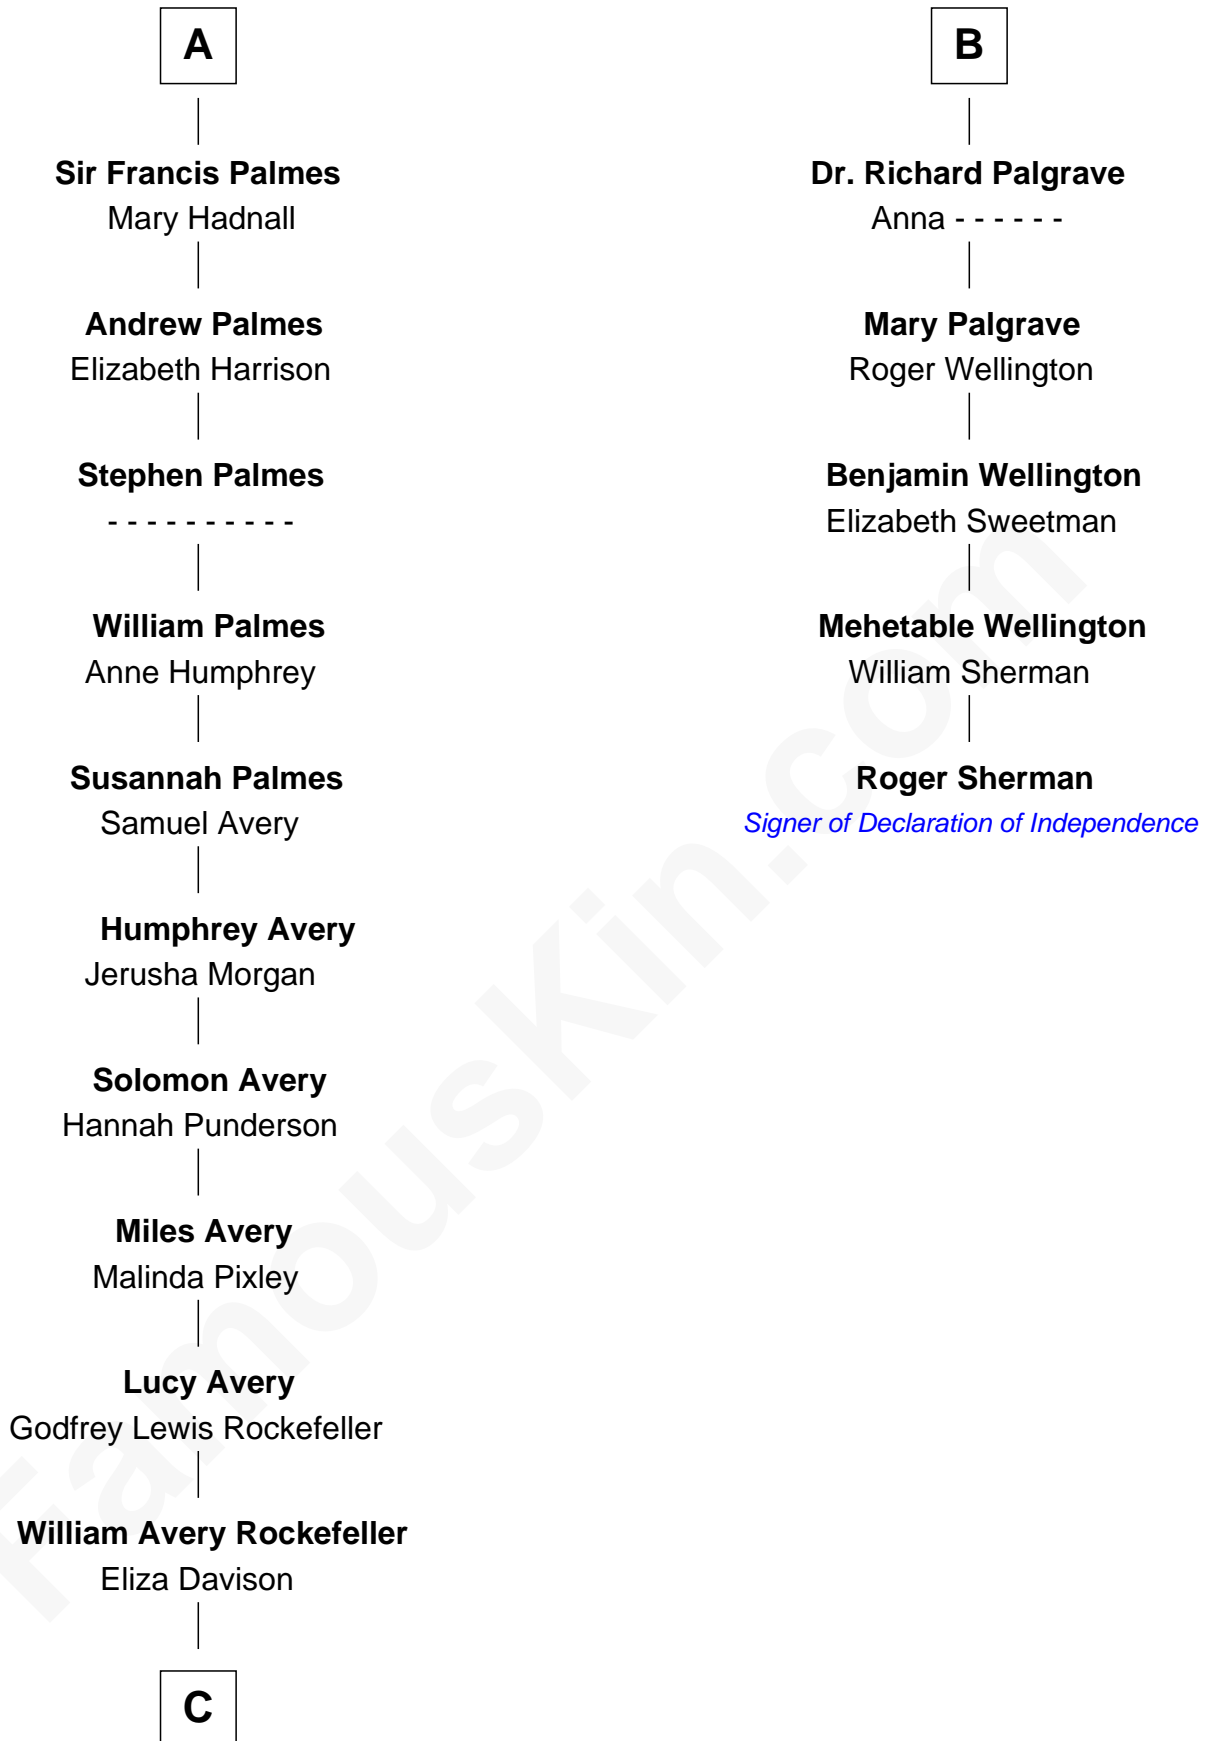 A
Sir Francis Palmes
Mary Hadnall
Andrew Palmes
Elizabeth Harrison
Stephen Palmes
- - - - - - - - - -
William Palmes
Anne Humphrey
Susannah Palmes
Samuel Avery
Humphrey Avery
Jerusha Morgan
Solomon Avery
Hannah Punderson
Miles Avery
Malinda Pixley
Lucy Avery
Godfrey Lewis Rockefeller
William Avery Rockefeller
Eliza Davison
C
B
Dr. Richard Palgrave
Anna - - - - - -
Mary Palgrave
Roger Wellington
Benjamin Wellington
Elizabeth Sweetman
Mehetable Wellington
William Sherman
Roger Sherman
Signer of Declaration of Independence
FamousKin.com